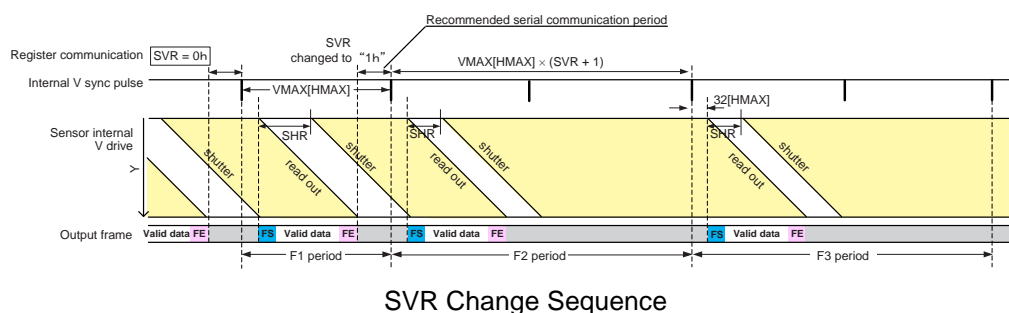 Recommended serial communication period
Register communication
SVR = 0h
SVR
changed to "1h"
VMAX[HMAX] × (SVR + 1)
Internal V sync pulse
VMAX[HMAX]
32[HMAX]
Sensor internal
V drive
Y
SHR
SHR
SHR
shutter
read out
shutter
read out
shutter
read out
shutter
Output frame
Valid data
FE
FS
Valid data
FE
FS
Valid data
FE
FS
Valid data
FE
F1 period
F2 period
F3 period
SVR Change Sequence